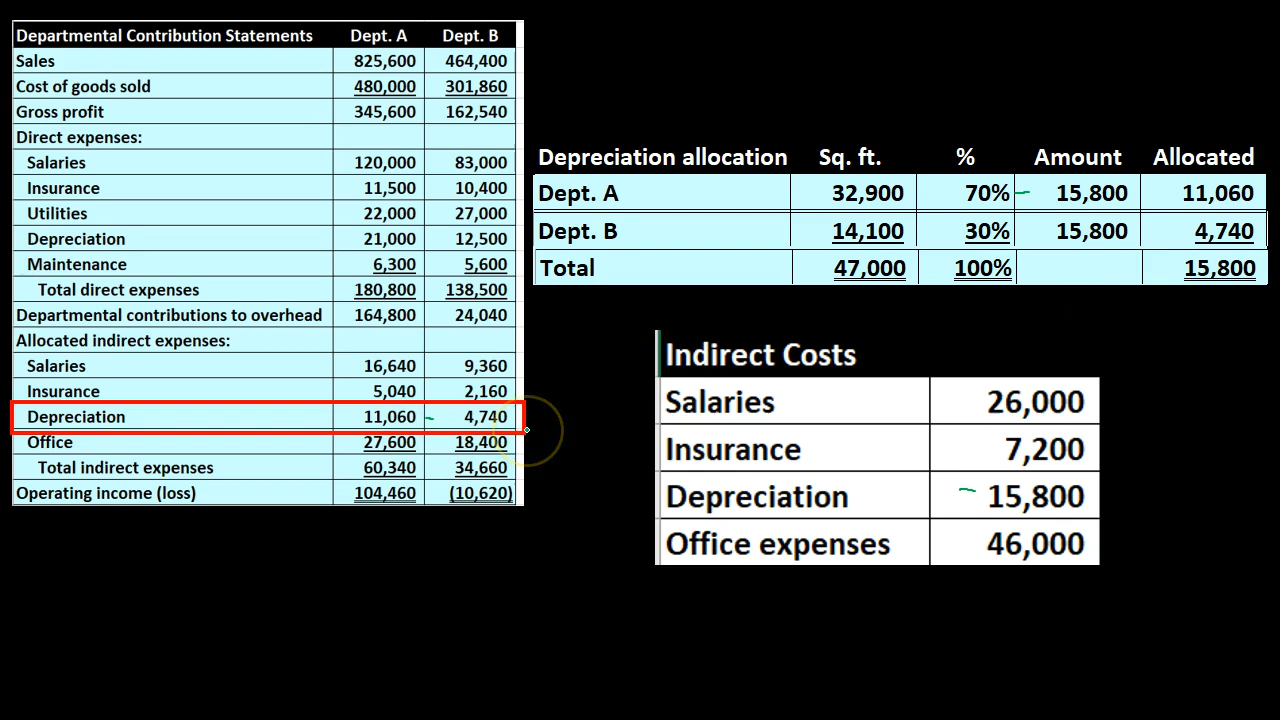 Departmental Contribution Statements Dept. A Dept. B
Sales 825,600 464,400
Cost of goods sold 480,000 301,860
Gross profit 345,600 162,540
Direct expenses:
Salaries 120,000 83,000
Insurance 11,500 10,400
Utilities 22,000 27,000
Depreciation 21,000 12,500
Maintenance 6,300 5,600
Total direct expenses 180,800 138,500
Departmental contributions to overhead 164,800 24,040
Allocated indirect expenses:
Salaries 16,640 9,360
Insurance 5,040 2,160
Depreciation 11,060 4,740
Office 27,600 18,400
Total indirect expenses 60,340 34,660
Operating income (loss) 104,460 (10,620)
Depreciation allocation Sq. ft. % Amount Allocated
Dept. A 32,900 70% 15,800 11,060
Dept. B 14,100 30% 15,800 4,740
Total 47,000 100% 15,800
Indirect Costs
Salaries 26,000
Insurance 7,200
Depreciation 15,800
Office expenses 46,000